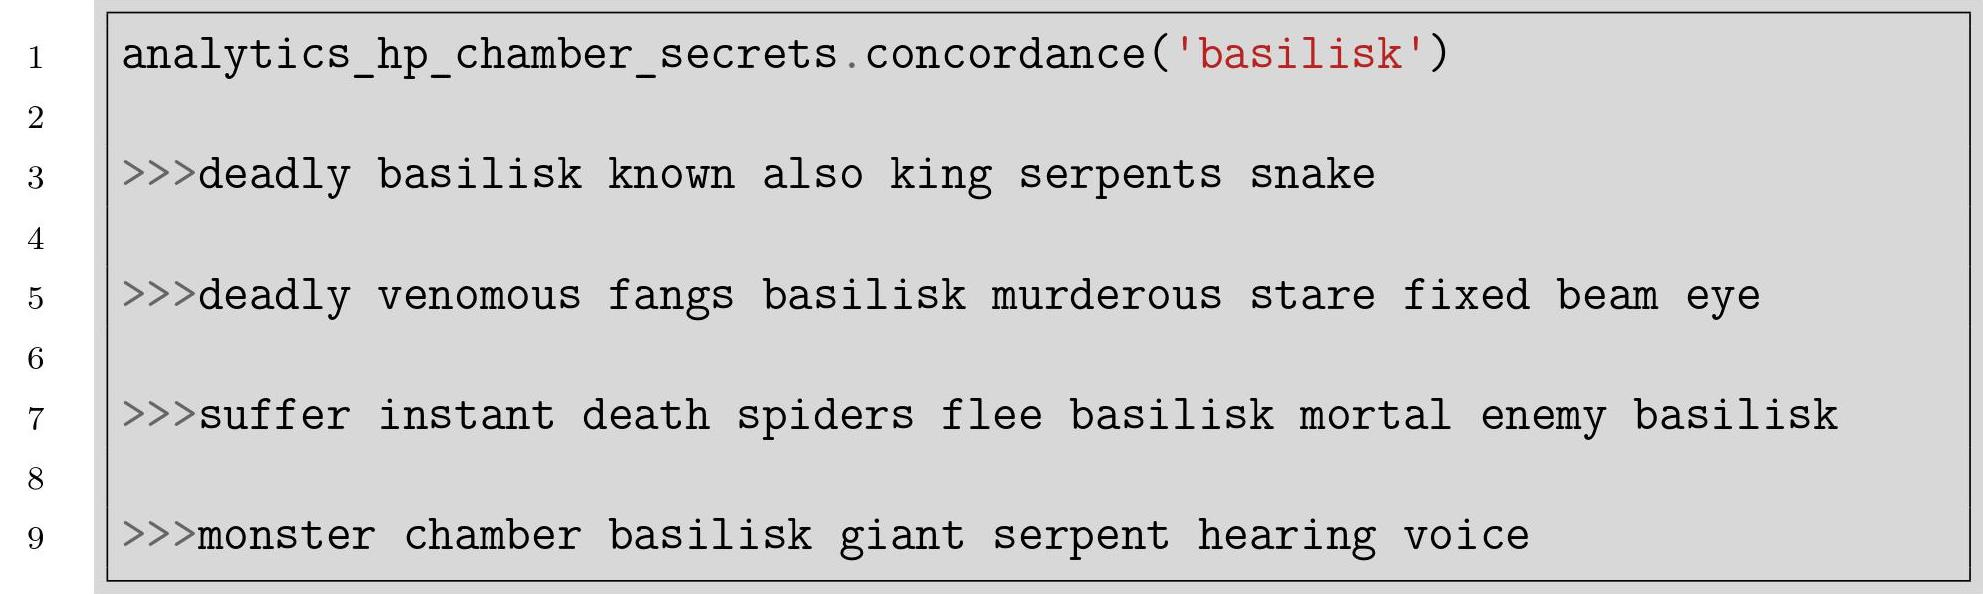 1 analytics_hp_chamber_secrets.concordance('basilisk')
2
3 >>>deadly basilisk known also king serpents snake
4
5 >>>deadly venomous fangs basilisk murderous stare fixed beam eye
6
7 >>>suffer instant death spiders flee basilisk mortal enemy basilisk
8
9 >>>monster chamber basilisk giant serpent hearing voice